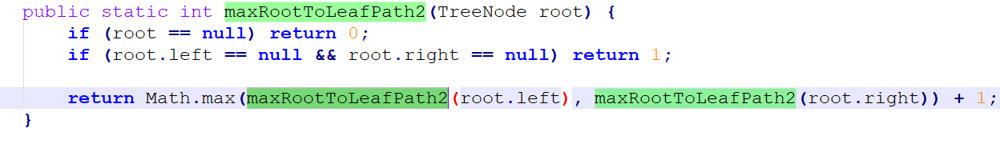 public static int maxRootToLeafPath2(TreeNode root) {
    if (root == null) return 0;
    if (root.left == null && root.right == null) return 1;

    return Math.max(maxRootToLeafPath2(root.left), maxRootToLeafPath2(root.right)) + 1;
}